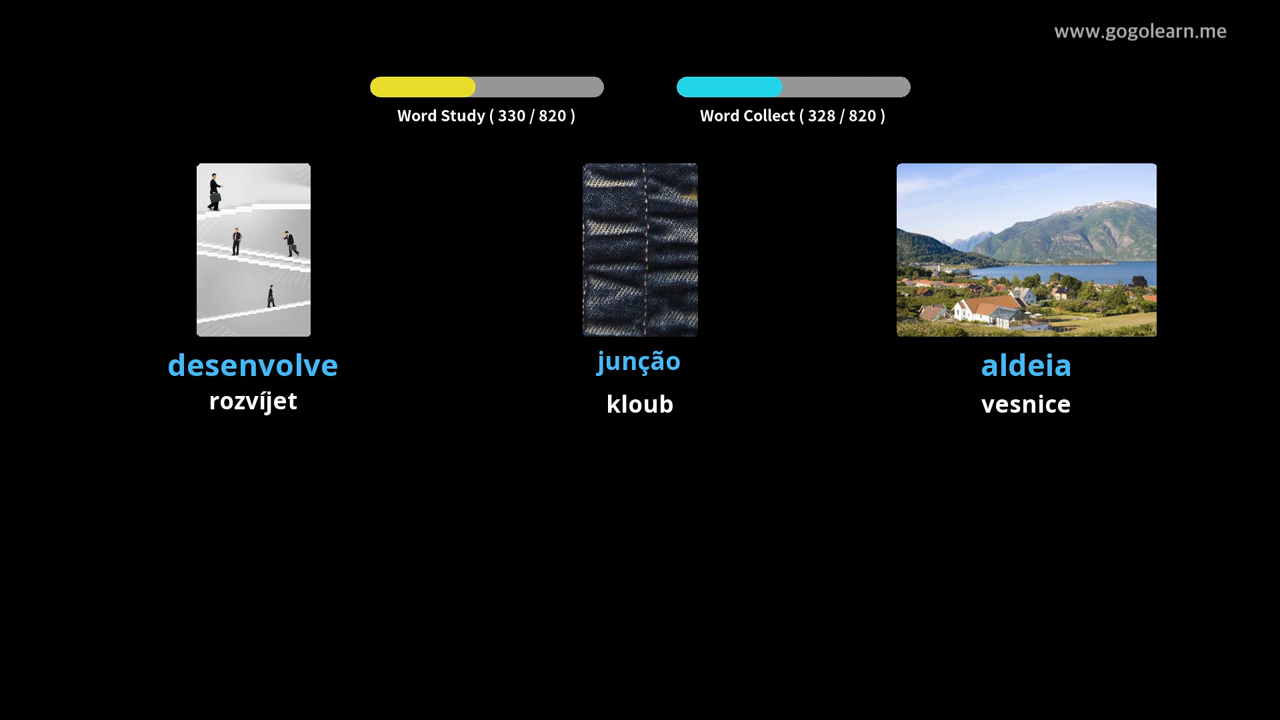 www.gogolearn.me
Word Study ( 330 / 820 )
Word Collect ( 328 / 820 )
desenvolve
rozvíjet
junção
kloub
aldeia
vesnice